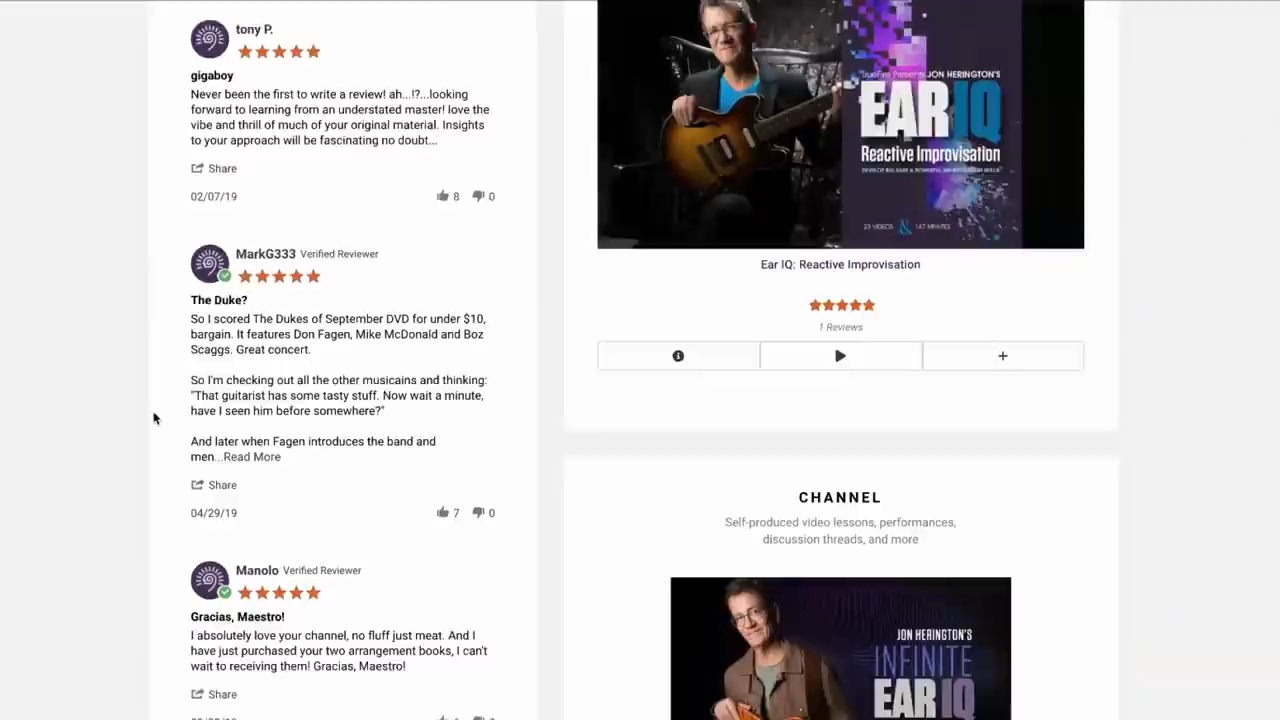 tony P.
gigaboy
Never been the first to write a review! ah...!?...looking
forward to learning from an understated master! love the
vibe and thrill of much of your original material. Insights
to your approach will be fascinating no doubt...
Share
02/07/19
8
0
MarkG333 Verified Reviewer
The Duke?
So I scored The Dukes of September DVD for under $10,
bargain. It features Don Fagen, Mike McDonald and Boz
Scaggs. Great concert.
So I'm checking out all the other musicains and thinking:
"That guitarist has some tasty stuff. Now wait a minute,
have I seen him before somewhere?"
And later when Fagen introduces the band and
men...Read More
Share
04/29/19
7
0
Manolo Verified Reviewer
Gracias, Maestro!
I absolutely love your channel, no fluff just meat. And I
have just purchased your two arrangement books, I can't
wait to receiving them! Gracias, Maestro!
Share
TrueFire Presents JON HERINGTON'S
EAR IQ
Reactive Improvisation
23 VIDEOS & 147 MINUTES
Ear IQ: Reactive Improvisation
1 Reviews
CHANNEL
Self-produced video lessons, performances,
discussion threads, and more
JON HERINGTON'S
INFINITE
EAR IQ